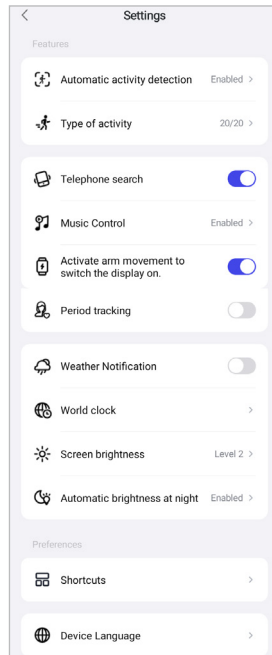 Settings
Features
Automatic activity detection Enabled
Type of activity 20/20
Telephone search
Music Control Enabled
Activate arm movement to
switch the display on.
Period tracking
Weather Notification
World clock
Screen brightness Level 2
Automatic brightness at night Enabled
Preferences
Shortcuts
Device Language